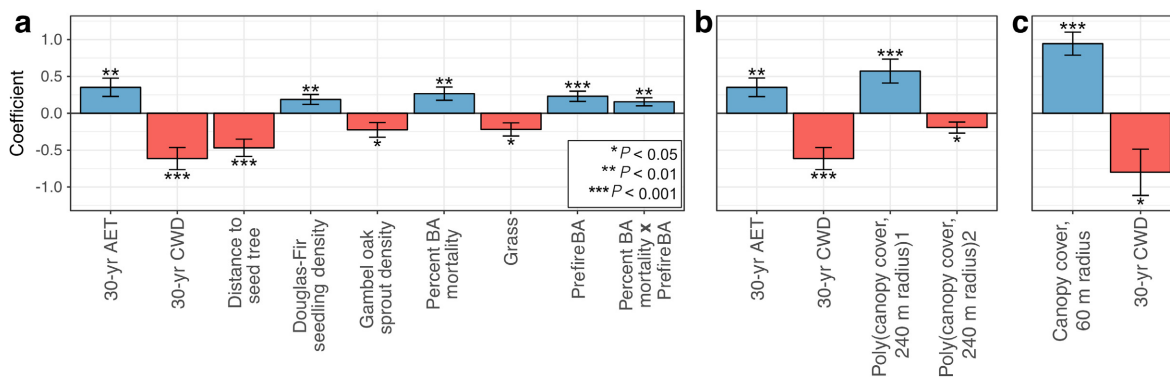 a
b
c
Coefficient
1.0
0.5
0.0
-0.5
-1.0
**
***
***
**
*
**
*
***
**
* P < 0.05
** P < 0.01
*** P < 0.001
**
***
***
*
***
*
30-yr AET
30-yr CWD
Distance to
seed tree
Douglas-Fir
seedling density
Gambel oak
sprout density
Percent BA
mortality
Grass
PrefireBA
Percent BA
mortality x
PrefireBA
30-yr AET
30-yr CWD
Poly(canopy cover,
240 m radius)1
Poly(canopy cover,
240 m radius)2
Canopy cover,
60 m radius
30-yr CWD